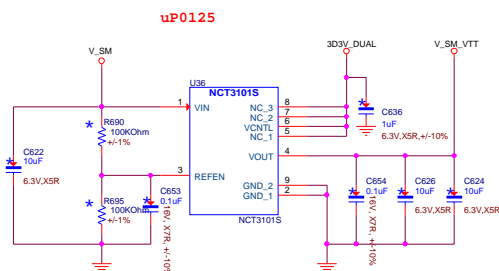 uP0125
V_SM
3D3V_DUAL
V_SM_VTT
U36
NCT3101S
1
VIN
NC_3
8
NC_2
7
VCNTL
6
NC_1
5
VOUT
4
3
REFEN
GND_2
9
GND_1
2
NCT3101S
*
R690
100KOhm
+/-1%
*
R695
100KOhm
+/-1%
*
C622
10uF
6.3V,X5R
*
C653
0.1uF
16V, X7R, +/-10%
*
C636
1uF
6.3V,X5R,+/-10%
*
C654
0.1uF
16V, X7R, +/-10%
*
C626
10uF
6.3V,X5R
*
C624
10uF
6.3V,X5R